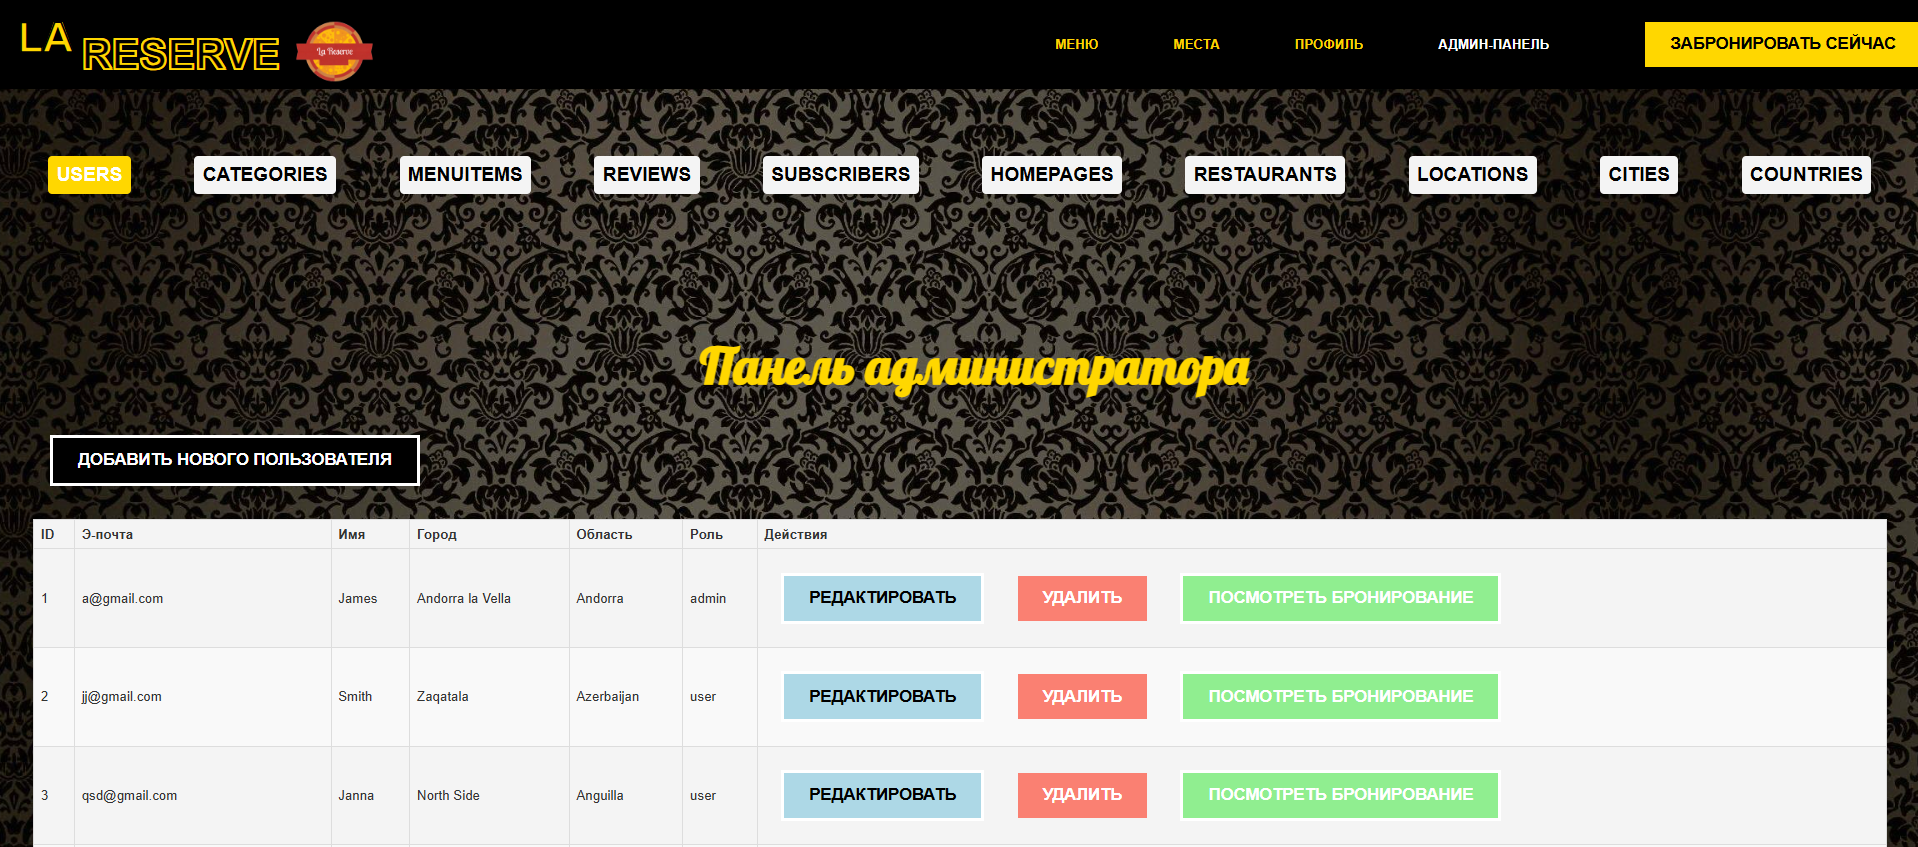 LA RESERVE La Reserve МЕНЮ МЕСТА ПРОФИЛЬ АДМИН-ПАНЕЛЬ ЗАБРОНИРОВАТЬ СЕЙЧАС
USERS CATEGORIES MENUITEMS REVIEWS SUBSCRIBERS HOMEPAGES RESTAURANTS LOCATIONS CITIES COUNTRIES
Панель администратора
ДОБАВИТЬ НОВОГО ПОЛЬЗОВАТЕЛЯ
ID Э-почта Имя Город Область Роль Действия
1 a@gmail.com James Andorra la Vella Andorra admin РЕДАКТИРОВАТЬ УДАЛИТЬ ПОСМОТРЕТЬ БРОНИРОВАНИЕ
2 jj@gmail.com Smith Zaqatala Azerbaijan user РЕДАКТИРОВАТЬ УДАЛИТЬ ПОСМОТРЕТЬ БРОНИРОВАНИЕ
3 qsd@gmail.com Janna North Side Anguilla user РЕДАКТИРОВАТЬ УДАЛИТЬ ПОСМОТРЕТЬ БРОНИРОВАНИЕ